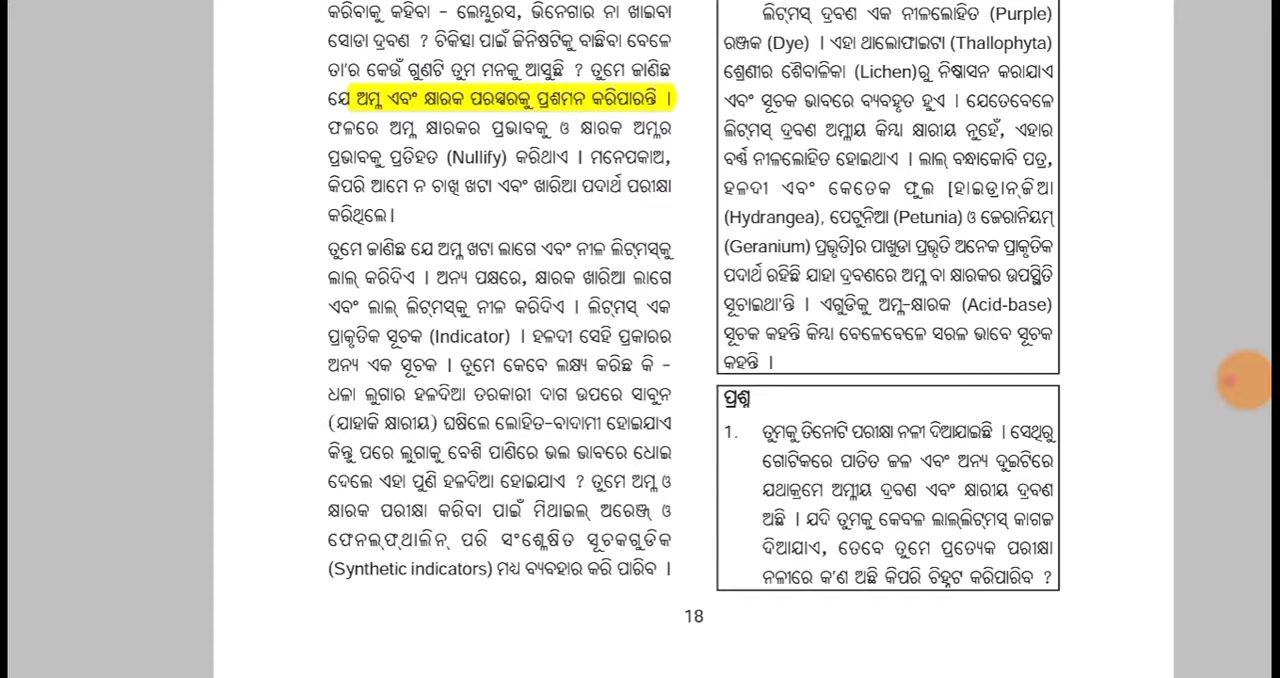 କରିବାକୁ କହିବା - ଲେମ୍ବୁରସ, ଭିନେଗାର ନା ଖାଇବା
ସୋଡା ଦ୍ରବଣ ? ଚିକିତ୍ସା ପାଇଁ ଜିନିଷଟିକୁ ବାଛିବା ବେଳେ
ତା'ର କେଉଁ ଗୁଣଟି ତୁମ ମନକୁ ଆସୁଛି ? ତୁମେ ଜାଣିଛ
ଯେ ଅମ୍ଳ ଏବଂ କ୍ଷାରକ ପରସ୍ପରକୁ ପ୍ରଶମନ କରିପାରନ୍ତି ।
ଫଳରେ ଅମ୍ଳ କ୍ଷାରକର ପ୍ରଭାବକୁ ଓ କ୍ଷାରକ ଅମ୍ଳର
ପ୍ରଭାବକୁ ପ୍ରତିହତ (Nullify) କରିଥାଏ । ମନେପକାଅ,
କିପରି ଆମେ ନ ଚାଖି ଖଟା ଏବଂ ଖାରିଆ ପଦାର୍ଥ ପରୀକ୍ଷା
କରିଥିଲେ।
ତୁମେ ଜାଣିଛ ଯେ ଅମ୍ଳ ଖଟା ଲାଗେ ଏବଂ ନୀଳ ଲିଟ୍‌ମସ୍‌କୁ
ଲାଲ୍ କରିଦିଏ । ଅନ୍ୟ ପକ୍ଷରେ, କ୍ଷାରକ ଖାରିଆ ଲାଗେ
ଏବଂ ଲାଲ୍ ଲିଟ୍‌ମସ୍‌କୁ ନୀଳ କରିଦିଏ । ଲିଟ୍‌ମସ୍ ଏକ
ପ୍ରାକୃତିକ ସୂଚକ (Indicator) । ହଳଦୀ ସେହି ପ୍ରକାରର
ଅନ୍ୟ ଏକ ସୂଚକ । ତୁମେ କେବେ ଲକ୍ଷ୍ୟ କରିଛ କି -
ଧଳା ଲୁଗାର ହଳଦିଆ ତରକାରୀ ଦାଗ ଉପରେ ସାବୁନ
(ଯାହାକି କ୍ଷାରୀୟ) ଘଷିଲେ ଲୋହିତ-ବାଦାମୀ ହୋଇଯାଏ
କିନ୍ତୁ ପରେ ଲୁଗାକୁ ବେଶି ପାଣିରେ ଭଲ ଭାବରେ ଧୋଇ
ଦେଲେ ଏହା ପୁଣି ହଳଦିଆ ହୋଇଯାଏ ? ତୁମେ ଅମ୍ଳ ଓ
କ୍ଷାରକ ପରୀକ୍ଷା କରିବା ପାଇଁ ମିଥାଇଲ୍ ଅରେଞ୍ଜ୍ ଓ
ଫେନଲ୍‌ଫ୍‌ଥାଲିନ୍ ପରି ସଂଶ୍ଳେଷିତ ସୂଚକଗୁଡିକ
(Synthetic indicators) ମଧ୍ୟ ବ୍ୟବହାର କରି ପାରିବ ।
ଲିଟ୍‌ମସ୍ ଦ୍ରବଣ ଏକ ନୀଳଲୋହିତ (Purple)
ରଞ୍ଜକ (Dye) । ଏହା ଥାଲୋଫାଇଟା (Thallophyta)
ଶ୍ରେଣୀର ଶୈବାଳିକା (Lichen)ରୁ ନିଷ୍କାସନ କରାଯାଏ
ଏବଂ ସୂଚକ ଭାବରେ ବ୍ୟବହୃତ ହୁଏ । ଯେତେବେଳେ
ଲିଟ୍‌ମସ୍ ଦ୍ରବଣ ଅମ୍ଳୀୟ କିମ୍ବା କ୍ଷାରୀୟ ନୁହେଁ, ଏହାର
ବର୍ଣ୍ଣ ନୀଳଲୋହିତ ହୋଇଥାଏ । ଲାଲ୍ ବନ୍ଧାକୋବି ପତ୍ର,
ହଳଦୀ ଏବଂ କେତେକ ଫୁଲ [ହାଇଡ୍ରାନ୍‌ଜିଆ
(Hydrangea), ପେଟୁନିଆ (Petunia) ଓ ଜେରାନିୟମ୍
(Geranium) ପ୍ରଭୃତି]ର ପାଖୁଡା ପ୍ରଭୃତି ଅନେକ ପ୍ରାକୃତିକ
ପଦାର୍ଥ ରହିଛି ଯାହା ଦ୍ରବଣରେ ଅମ୍ଳ ବା କ୍ଷାରକର ଉପସ୍ଥିତି
ସୂଚାଇଥା'ନ୍ତି । ଏଗୁଡିକୁ ଅମ୍ଳ-କ୍ଷାରକ (Acid-base)
ସୂଚକ କହନ୍ତି କିମ୍ବା ବେଳେବେଳେ ସରଳ ଭାବେ ସୂଚକ
କହନ୍ତି ।
ପ୍ରଶ୍ନ
1. ତୁମକୁ ତିନୋଟି ପରୀକ୍ଷା ନଳୀ ଦିଆଯାଇଛି । ସେଥିରୁ
ଗୋଟିକରେ ପାତିତ ଜଳ ଏବଂ ଅନ୍ୟ ଦୁଇଟିରେ
ଯଥାକ୍ରମେ ଅମ୍ଳୀୟ ଦ୍ରବଣ ଏବଂ କ୍ଷାରୀୟ ଦ୍ରବଣ
ଅଛି । ଯଦି ତୁମକୁ କେବଳ ଲାଲ୍‌ଲିଟ୍‌ମସ୍ କାଗଜ
ଦିଆଯାଏ, ତେବେ ତୁମେ ପ୍ରତ୍ୟେକ ପରୀକ୍ଷା
ନଳୀରେ କ'ଣ ଅଛି କିପରି ଚିହ୍ନଟ କରିପାରିବ ?
18